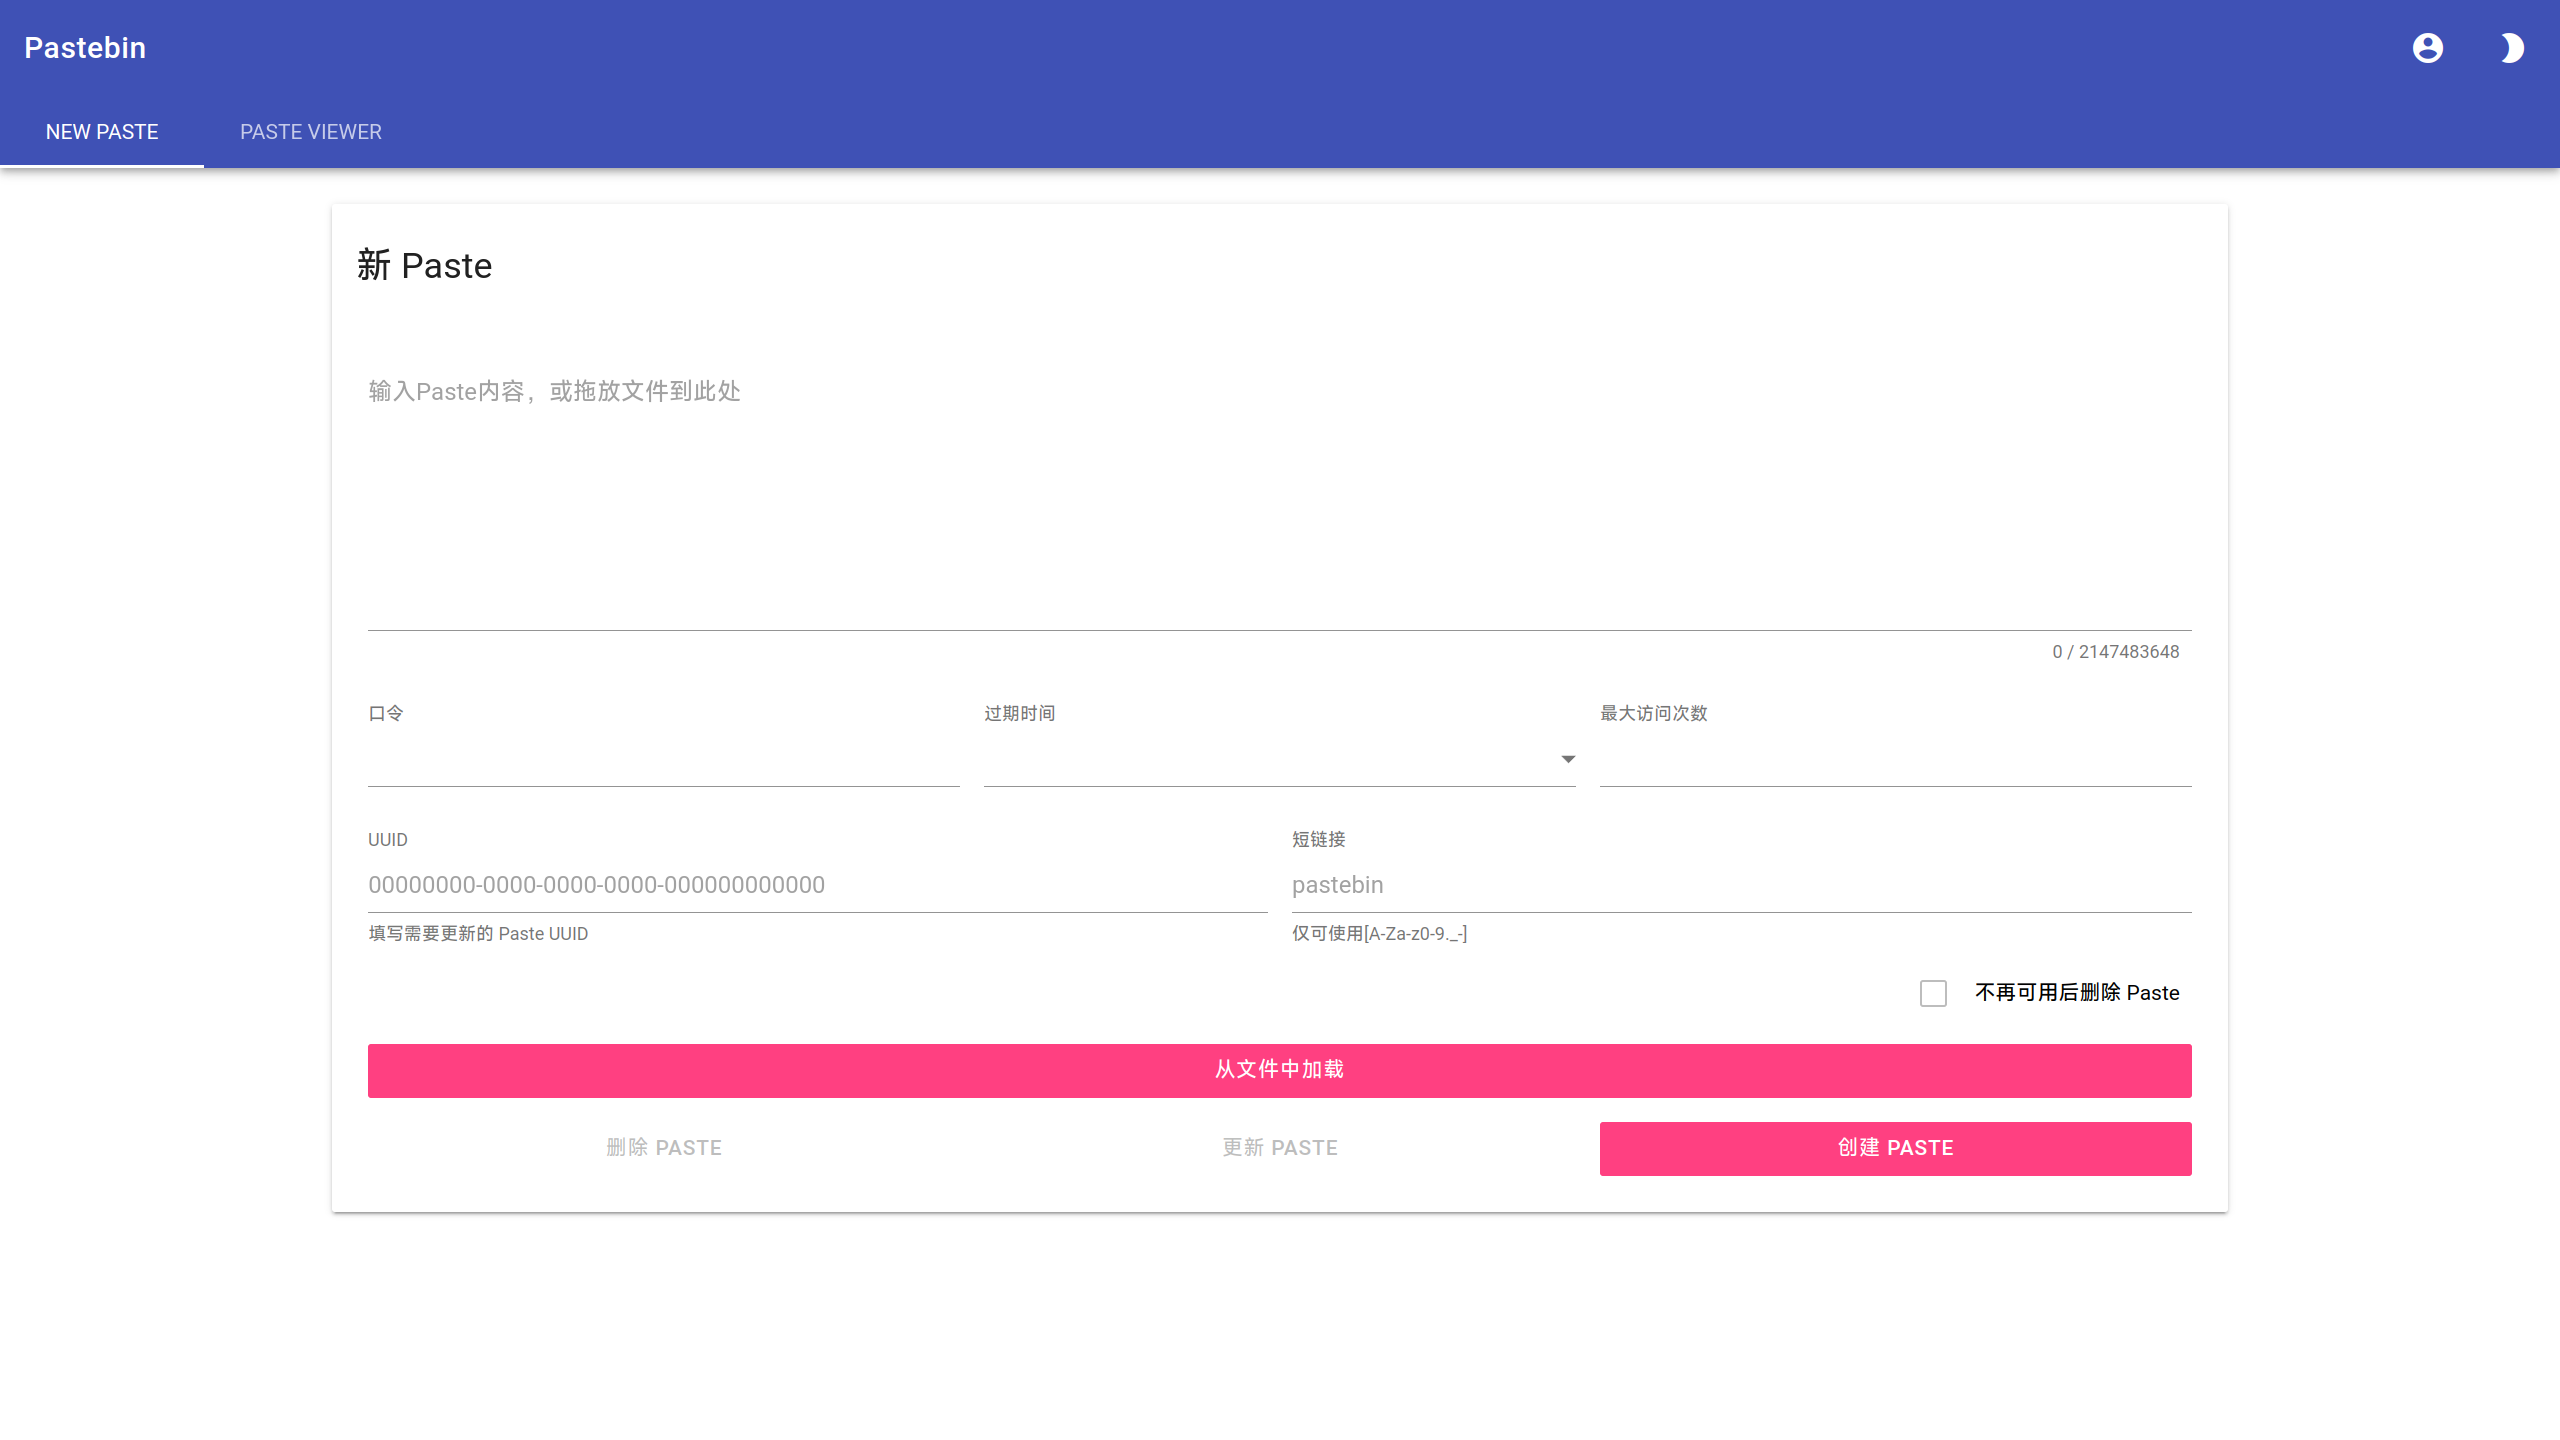 Pastebin
NEW PASTE
PASTE VIEWER
新 Paste
输入Paste内容，或拖放文件到此处
0 / 2147483648
口令
过期时间
最大访问次数
UUID
短链接
00000000-0000-0000-0000-000000000000
pastebin
填写需要更新的 Paste UUID
仅可使用[A-Za-z0-9._-]
不再可用后删除 Paste
从文件中加载
删除 PASTE
更新 PASTE
创建 PASTE